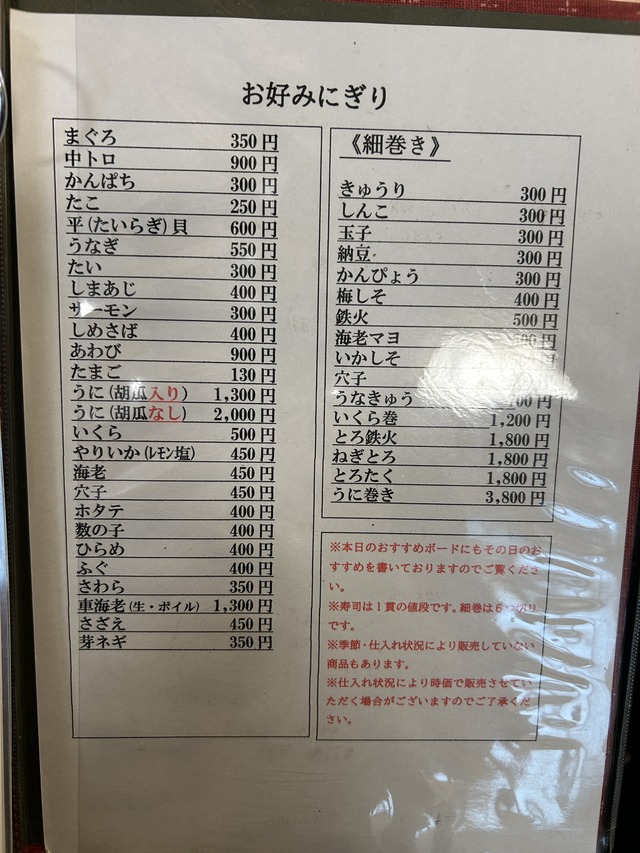 お好みにぎり
まぐろ 350円
中トロ 900円
かんぱち 300円
たこ 250円
平(たいらぎ)貝 600円
うなぎ 550円
たい 300円
しまあじ 400円
サーモン 300円
しめさば 400円
あわび 900円
たまご 130円
うに(胡瓜入り) 1,300円
うに(胡瓜なし) 2,000円
いくら 500円
やりいか(レモン塩) 450円
海老 450円
穴子 450円
ホタテ 400円
数の子 400円
ひらめ 400円
ふぐ 400円
さわら 350円
車海老(生・ボイル) 1,300円
さざえ 450円
芽ネギ 350円
《細巻き》
きゅうり 300円
しんこ 300円
玉子 300円
納豆 300円
かんぴょう 300円
梅しそ 400円
鉄火 500円
海老マヨ 円
いかしそ
穴子
うなきゅう 円
いくら巻 1,200円
とろ鉄火 1,800円
ねぎとろ 1,800円
とろたく 1,800円
うに巻き 3,800円
※本日のおすすめボードにもその日のお
すすめを書いておりますのでご覧くださ
い。
※寿司は1貫の値段です。細巻は6つ切り
です。
※季節・仕入れ状況により販売していない
商品もあります。
※仕入れ状況により時価で販売させてい
ただく場合がございますのでご了承くだ
さい。